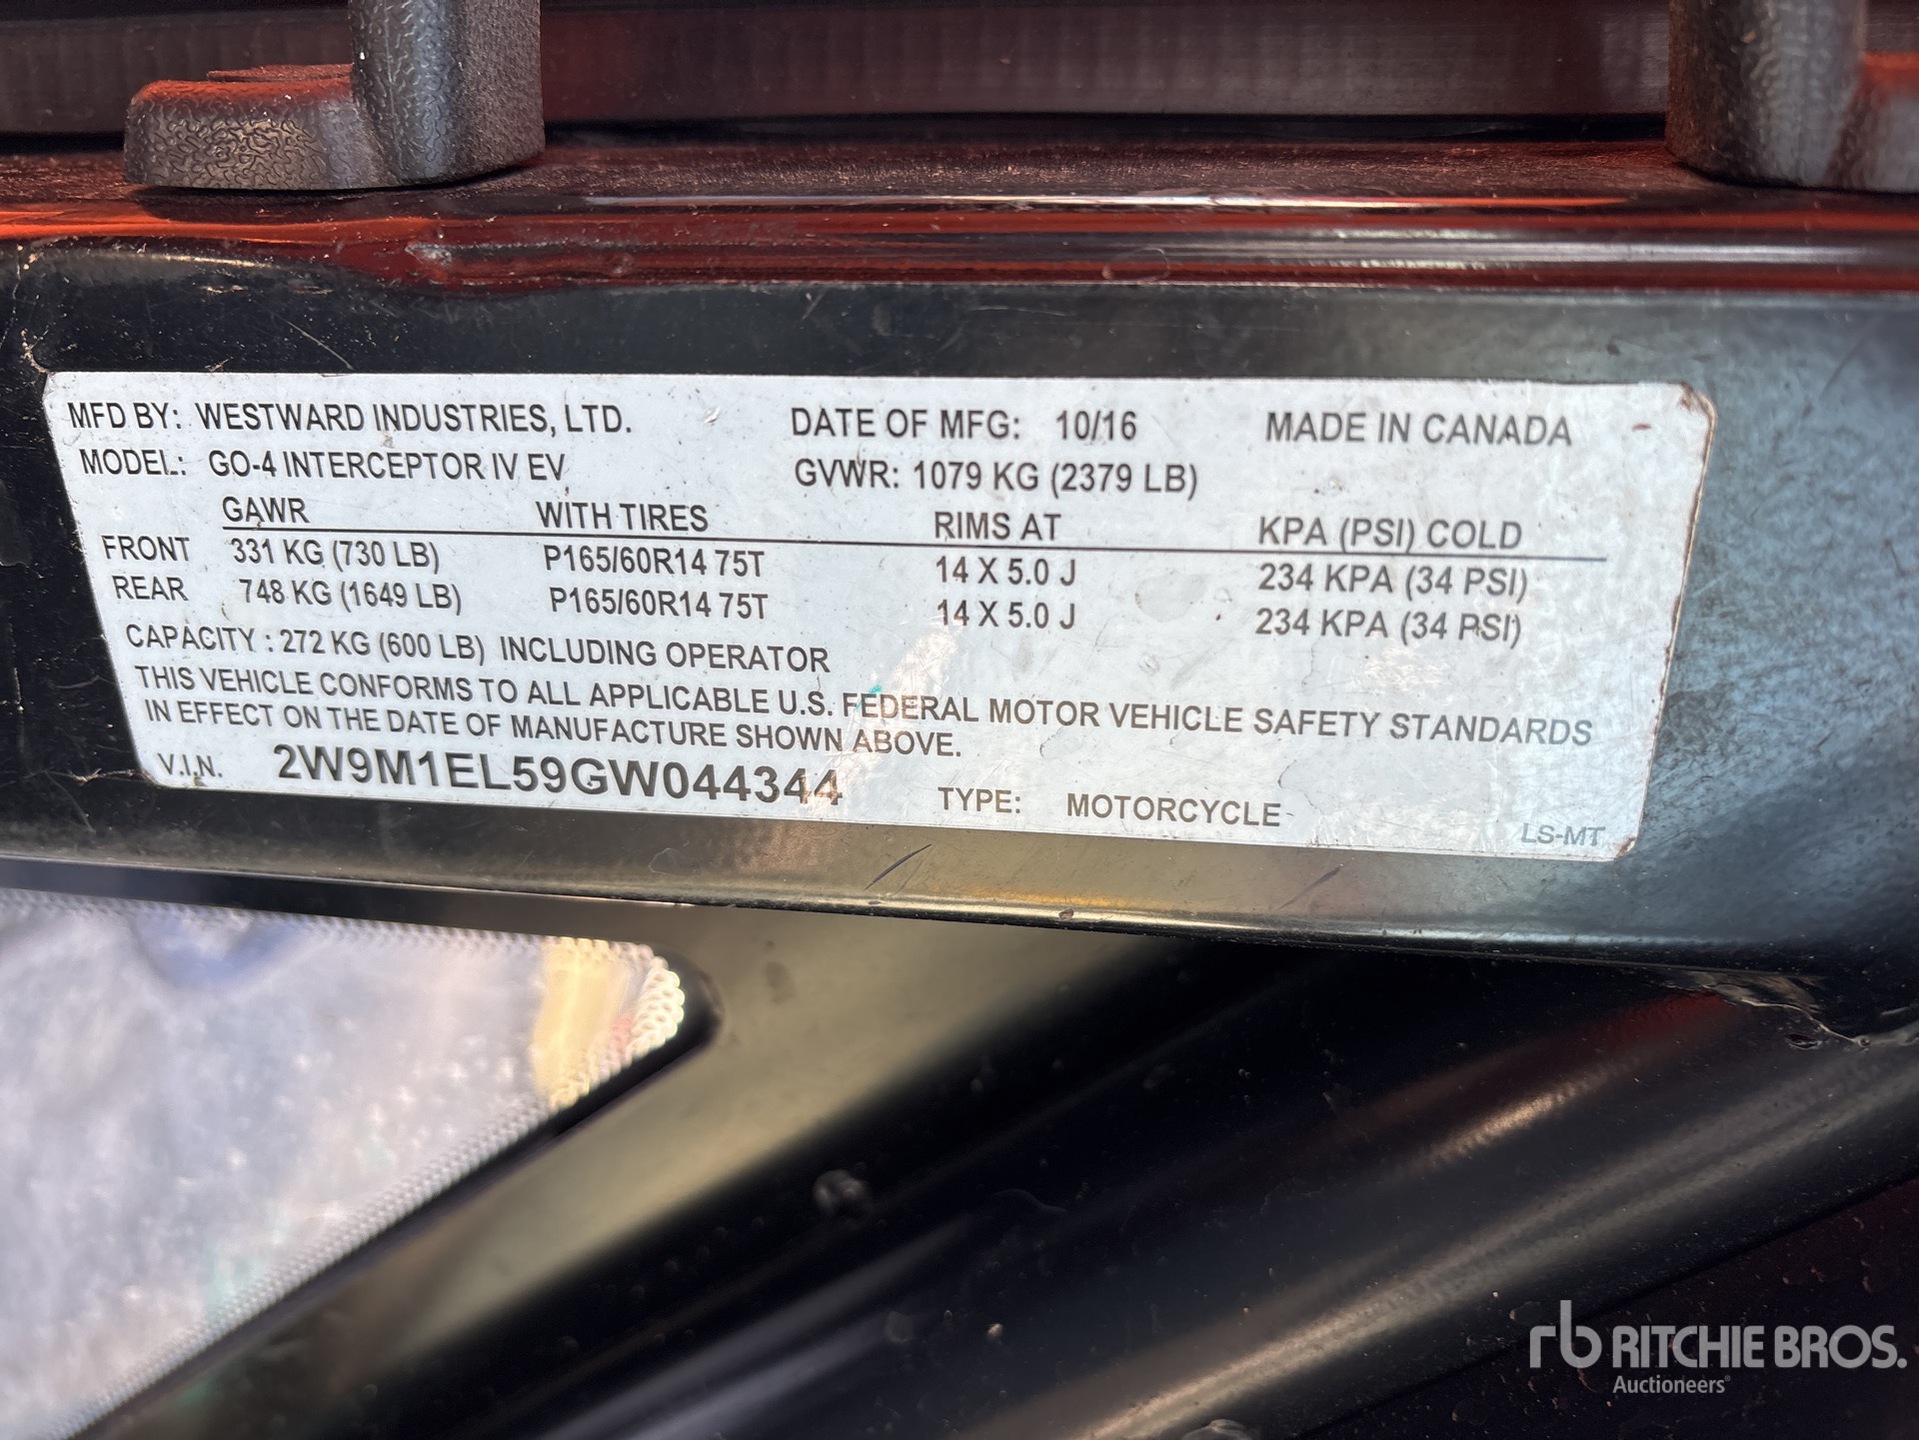 MFD BY: WESTWARD INDUSTRIES, LTD. DATE OF MFG: 10/16 MADE IN CANADA
MODEL: GO-4 INTERCEPTOR IV EV GVWR: 1079 KG (2379 LB)
GAWR WITH TIRES RIMS AT KPA (PSI) COLD
FRONT 331 KG (730 LB) P165/60R14 75T 14 X 5.0 J 234 KPA (34 PSI)
REAR 748 KG (1649 LB) P165/60R14 75T 14 X 5.0 J 234 KPA (34 PSI)
CAPACITY : 272 KG (600 LB) INCLUDING OPERATOR
THIS VEHICLE CONFORMS TO ALL APPLICABLE U.S. FEDERAL MOTOR VEHICLE SAFETY STANDARDS
IN EFFECT ON THE DATE OF MANUFACTURE SHOWN ABOVE.
V.I.N. 2W9M1EL59GW044344 TYPE: MOTORCYCLE LS-MT
rb RITCHIE BROS.
Auctioneers